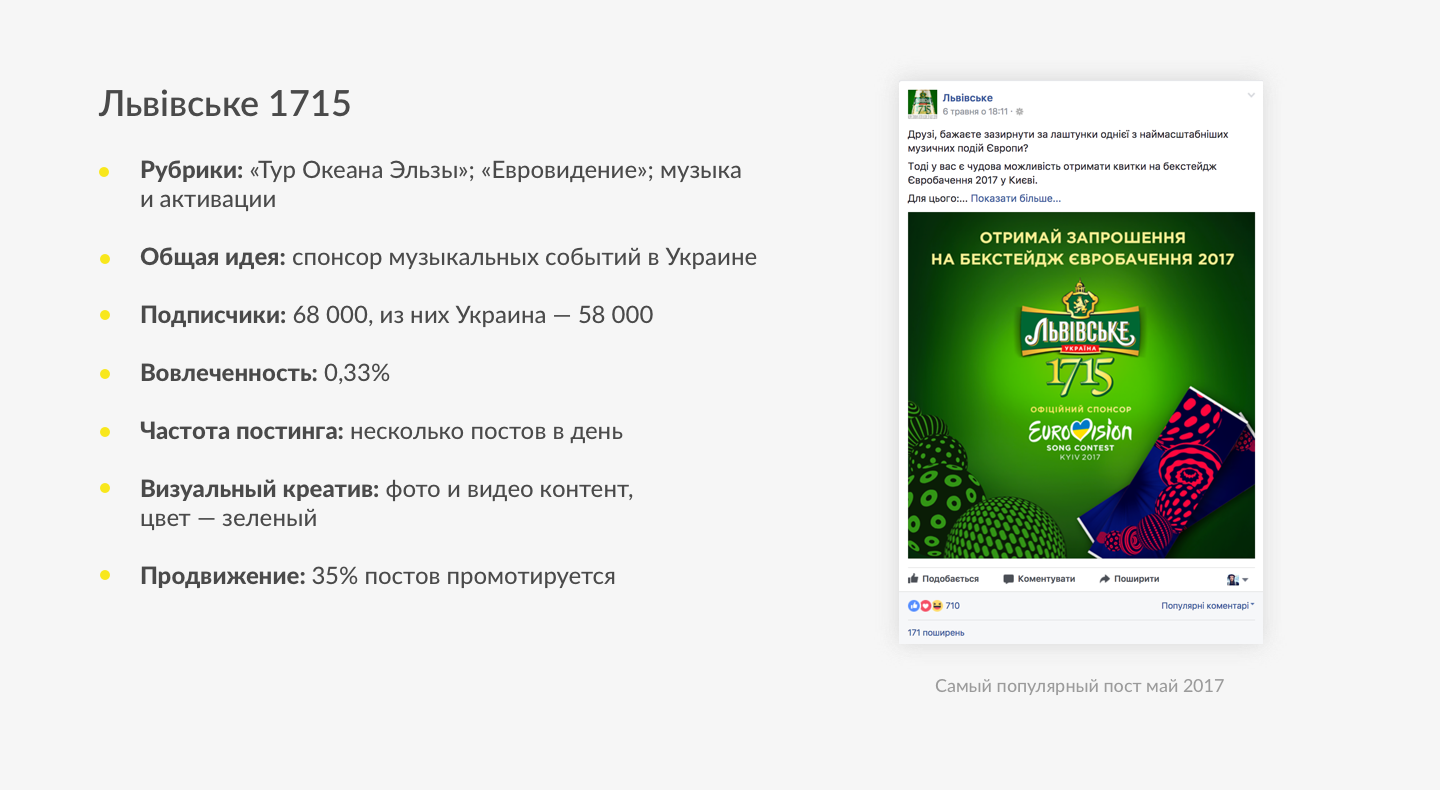 Львівське 1715
Рубрики: «Тур Океана Эльзы»; «Евровидение»; музыка
и активации
Общая идея: спонсор музыкальных событий в Украине
Подписчики: 68 000, из них Украина — 58 000
Вовлеченность: 0,33%
Частота постинга: несколько постов в день
Визуальный креатив: фото и видео контент,
цвет — зеленый
Продвижение: 35% постов промотируется
Львівське
6 травня о 18:11 ·
Друзі, бажаєте зазирнути за лаштунки однієї з наймасштабніших
музичних подій Європи?
Тоді у вас є чудова можливість отримати квитки на бекстейдж
Євробачення 2017 у Києві.
Для цього:... Показати більше...
ОТРИМАЙ ЗАПРОШЕННЯ
НА БЕКСТЕЙДЖ ЄВРОБАЧЕННЯ 2017
ЛЬВІВСЬКЕ
УКРАЇНА
1715
ОФІЦІЙНИЙ СПОНСОР
EUROVISION
SONG CONTEST
KYIV 2017
Подобається Коментувати Поширити
710 Популярні коментарі
171 поширень
Самый популярный пост май 2017